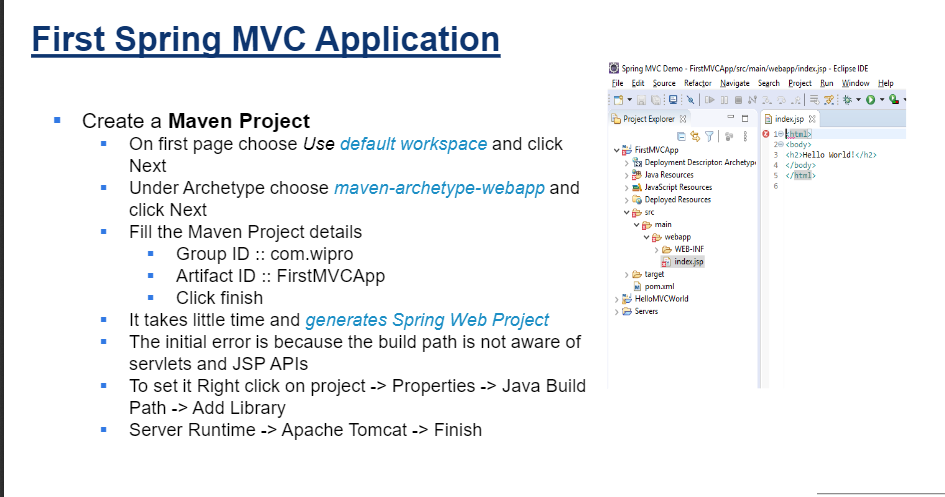 First Spring MVC Application
Create a Maven Project
On first page choose Use default workspace and click
Next
Under Archetype choose maven-archetype-webapp and
click Next
Fill the Maven Project details
Group ID :: com.wipro
Artifact ID :: FirstMVCApp
Click finish
It takes little time and generates Spring Web Project
The initial error is because the build path is not aware of
servlets and JSP APIs
To set it Right click on project -> Properties -> Java Build
Path -> Add Library
Server Runtime -> Apache Tomcat -> Finish
Spring MVC Demo - FirstMVCApp/src/main/webapp/index.jsp - Eclipse IDE
File Edit Source Refactor Navigate Search Project Run Window Help
Project Explorer
FirstMVCApp
Deployment Descriptor: Archetyp
Java Resources
JavaScript Resources
Deployed Resources
src
main
webapp
WEB-INF
index.jsp
target
pom.xml
HelloMVCWorld
Servers
index.jsp
1 <html>
2 <body>
3 <h2>Hello World!</h2>
4 </body>
5 </html>
6